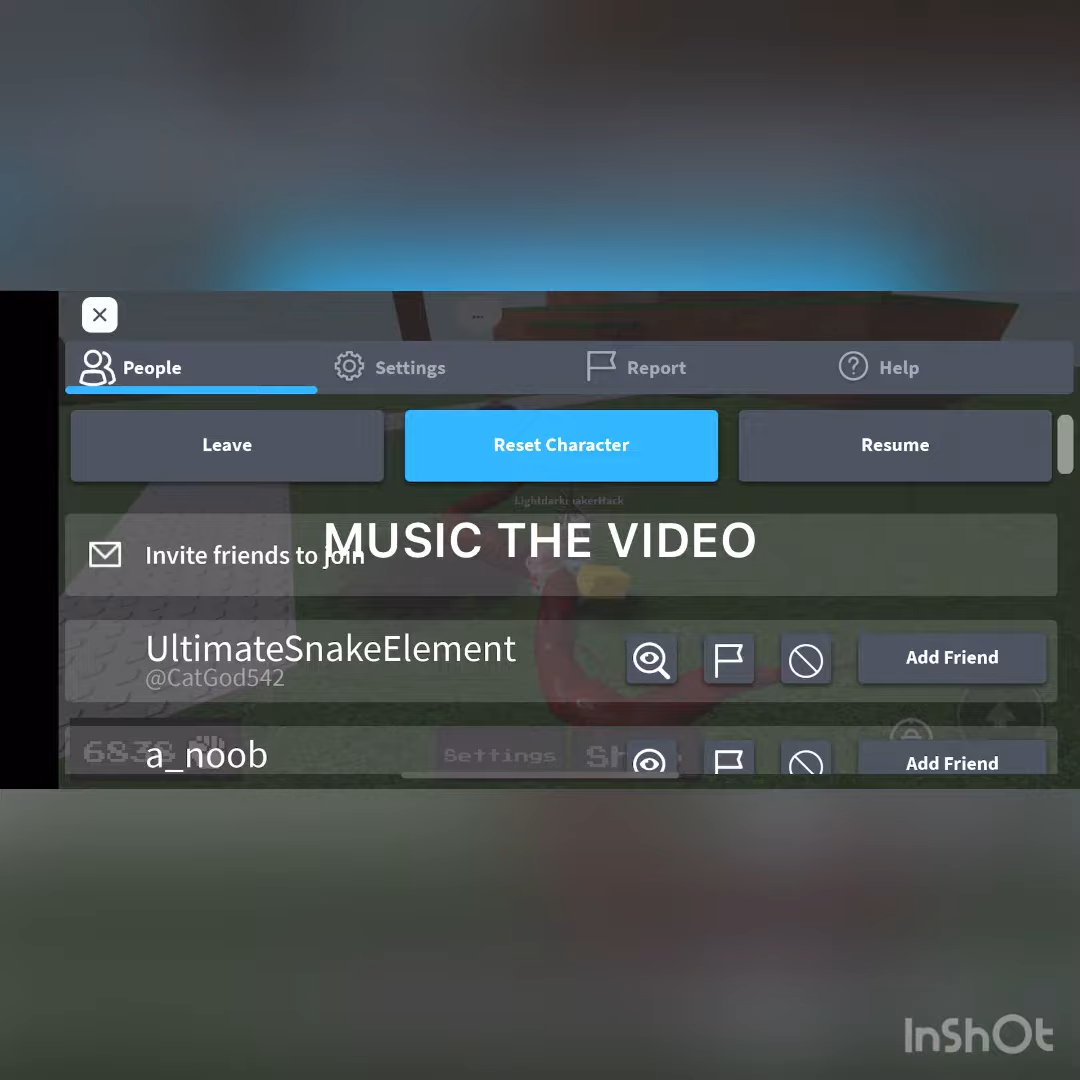 People
Settings
Report
Help
Leave
Reset Character
Resume
MUSIC THE VIDEO
Invite friends to join
UltimateSnakeElement
@CatGod542
Add Friend
6838
Settings
a_noob
Add Friend
InShOt